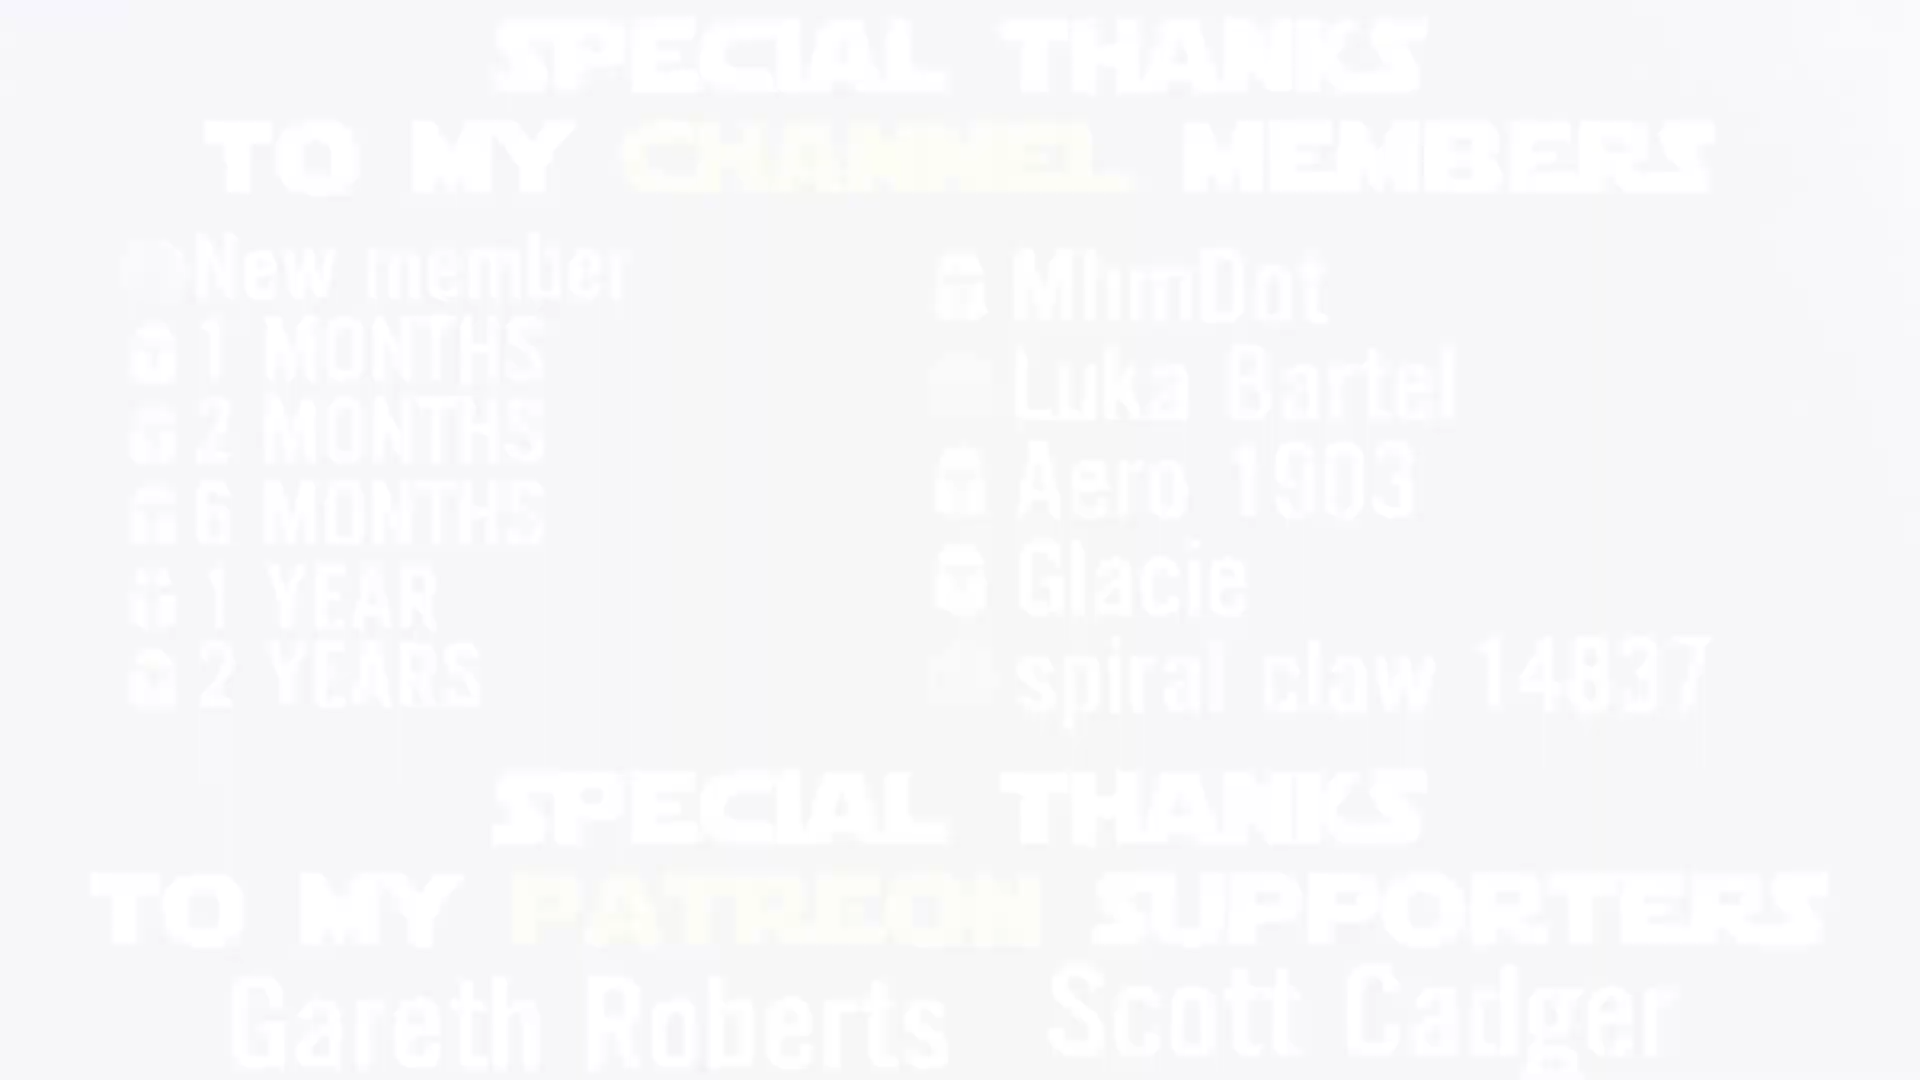 SPECIAL THANKS
TO MY CHANNEL MEMBERS
New member
1 MONTHS
2 MONTHS
6 MONTHS
1 YEAR
2 YEARS
MhmDot
Luka Bartel
Aero 1903
Glacie
spiral claw 14837
SPECIAL THANKS
TO MY PATREON SUPPORTERS
Gareth Roberts
Scott Cadger